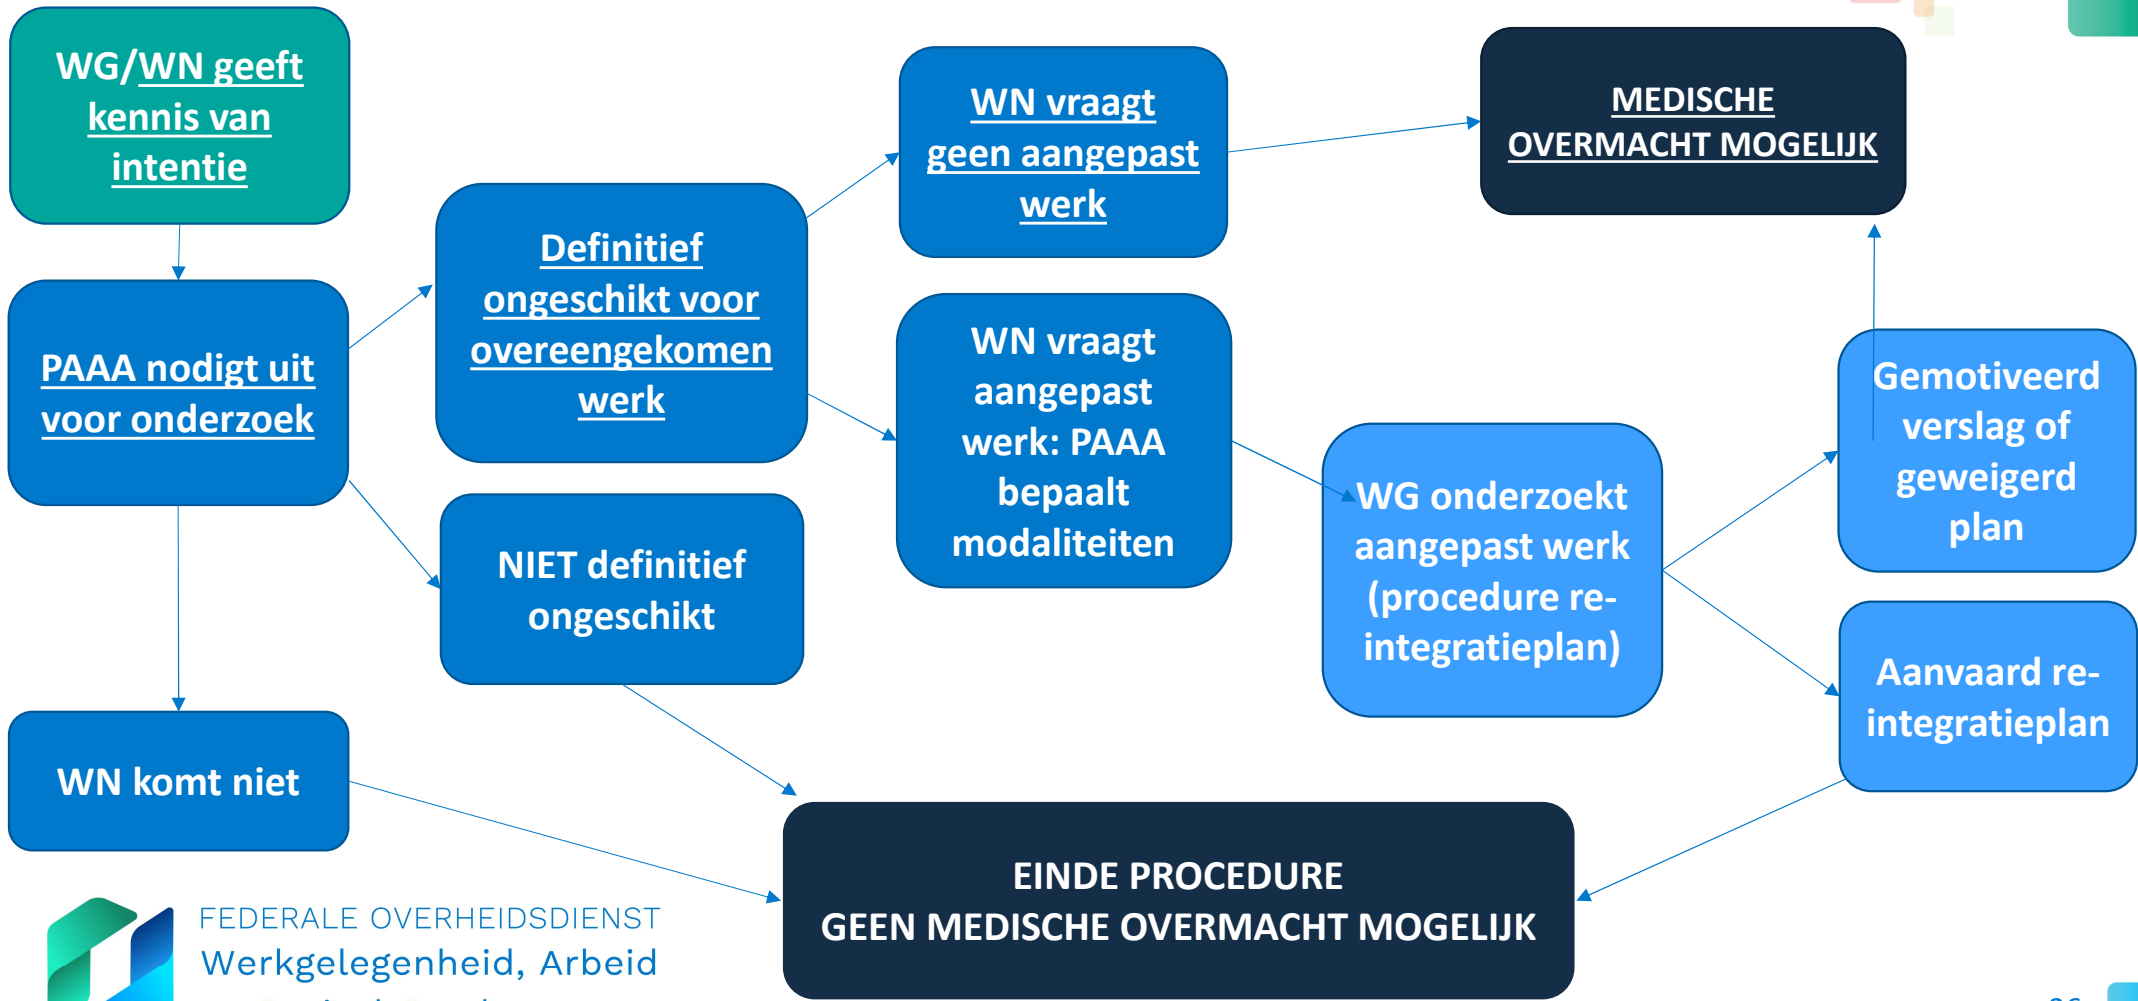 WG/WN geeft
kennis van
intentie
PAAA nodigt uit
voor onderzoek
WN komt niet
Definitief
ongeschikt voor
overeengekomen
werk
NIET definitief
ongeschikt
WN vraagt
geen aangepast
werk
WN vraagt
aangepast
werk: PAAA
bepaalt
modaliteiten
WG onderzoekt
aangepast werk
(procedure re-
integratieplan)
MEDISCHE
OVERMACHT MOGELIJK
Gemotiveerd
verslag of
geweigerd
plan
Aanvaard re-
integratieplan
EINDE PROCEDURE
GEEN MEDISCHE OVERMACHT MOGELIJK
FEDERALE OVERHEIDSDIENST
Werkgelegenheid, Arbeid